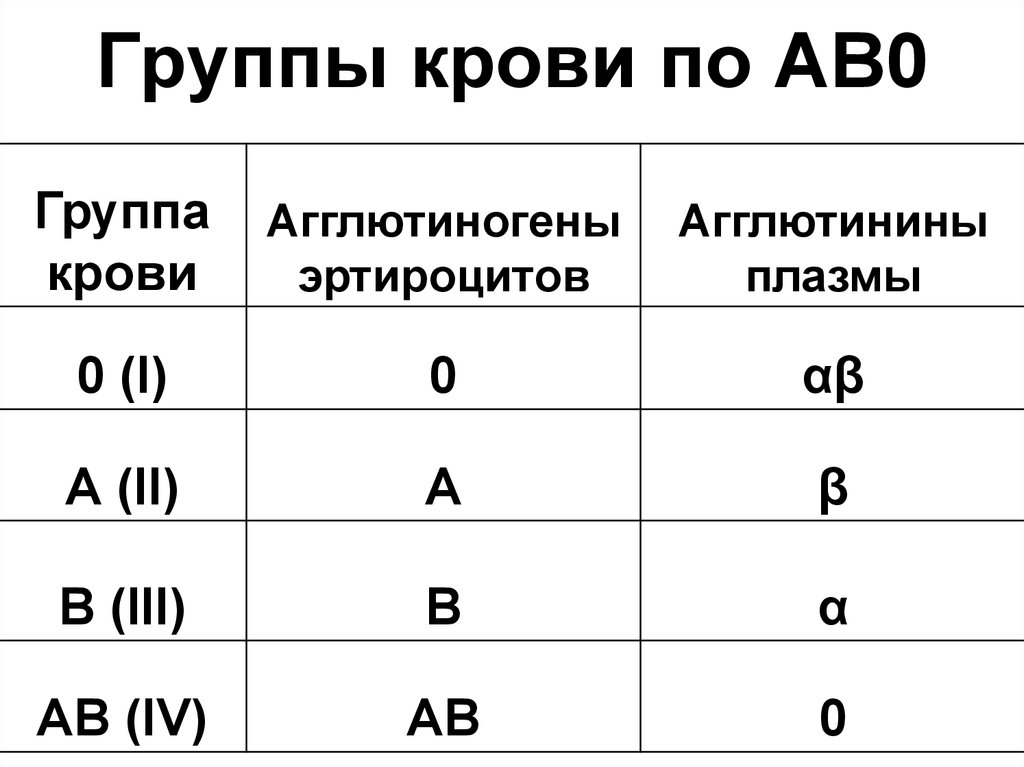 Группы крови по АВ0
Группа
крови
Агглютиногены
эртироцитов
Агглютинины
плазмы
0 (I)
0
αβ
A (II)
A
β
B (III)
B
α
AB (IV)
AB
0